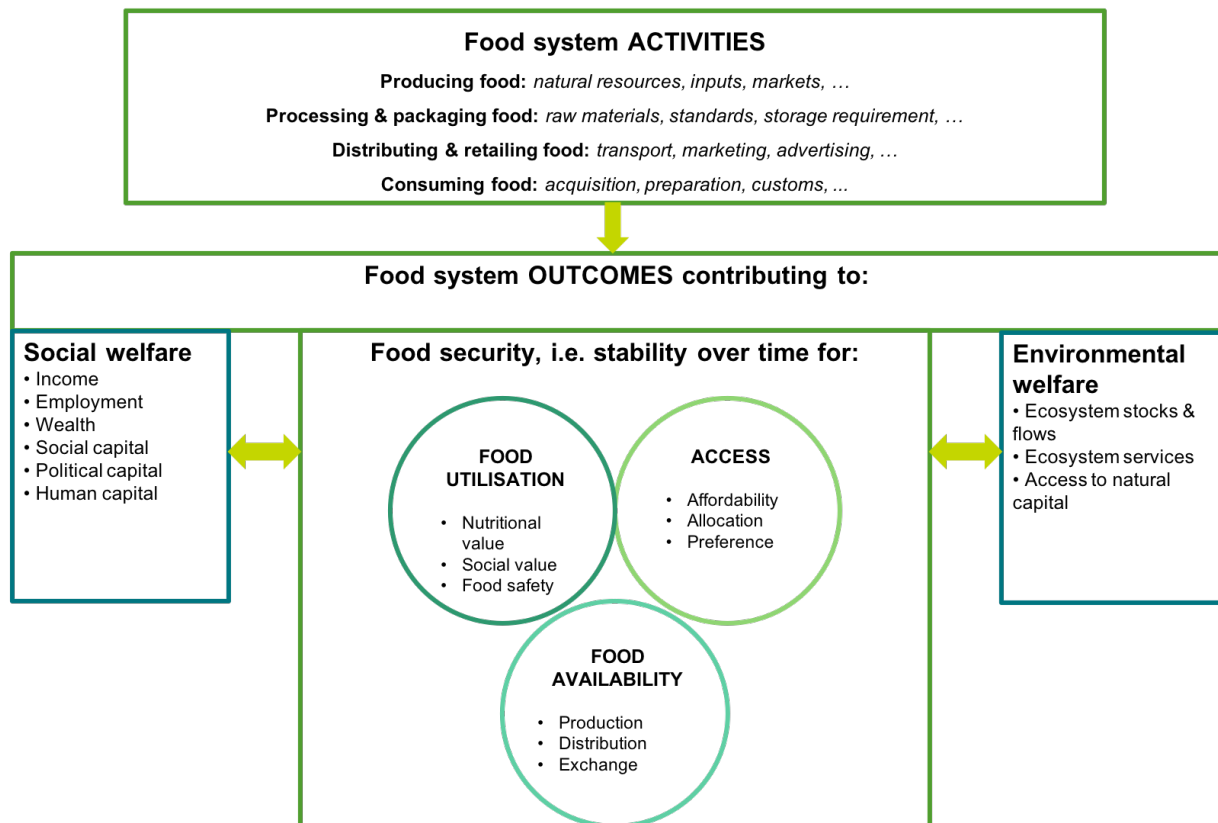 Food system ACTIVITIES
Producing food: natural resources, inputs, markets, …
Processing & packaging food: raw materials, standards, storage requirement, …
Distributing & retailing food: transport, marketing, advertising, …
Consuming food: acquisition, preparation, customs, ...
Food system OUTCOMES contributing to:
Social welfare
• Income
• Employment
• Wealth
• Social capital
• Political capital
• Human capital
Food security, i.e. stability over time for:
FOOD
UTILISATION
• Nutritional
value
• Social value
• Food safety
ACCESS
• Affordability
• Allocation
• Preference
FOOD
AVAILABILITY
• Production
• Distribution
• Exchange
Environmental
welfare
• Ecosystem stocks &
flows
• Ecosystem services
• Access to natural
capital